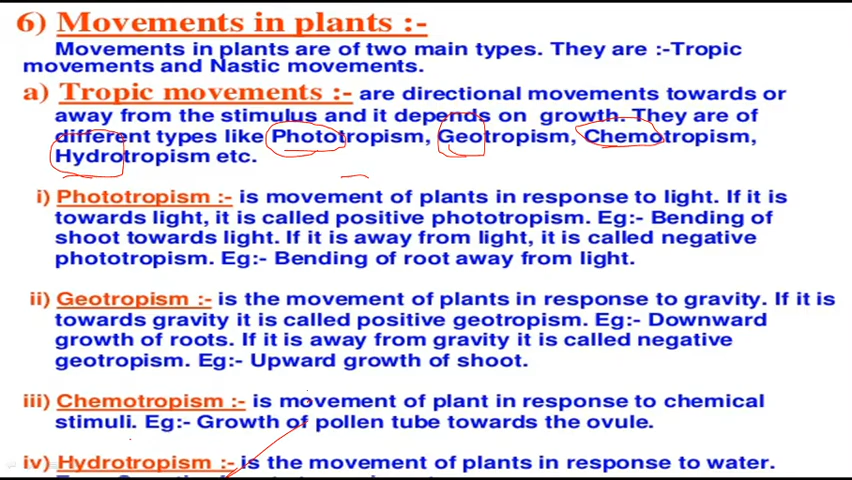 6) Movements in plants :-
Movements in plants are of two main types. They are :-Tropic
movements and Nastic movements.
a) Tropic movements :- are directional movements towards or
away from the stimulus and it depends on growth. They are of
different types like Phototropism, Geotropism, Chemotropism,
Hydrotropism etc.
i) Phototropism :- is movement of plants in response to light. If it is
towards light, it is called positive phototropism. Eg:- Bending of
shoot towards light. If it is away from light, it is called negative
phototropism. Eg:- Bending of root away from light.
ii) Geotropism :- is the movement of plants in response to gravity. If it is
towards gravity it is called positive geotropism. Eg:- Downward
growth of roots. If it is away from gravity it is called negative
geotropism. Eg:- Upward growth of shoot.
iii) Chemotropism :- is movement of plant in response to chemical
stimuli. Eg:- Growth of pollen tube towards the ovule.
iv) Hydrotropism :- is the movement of plants in response to water.